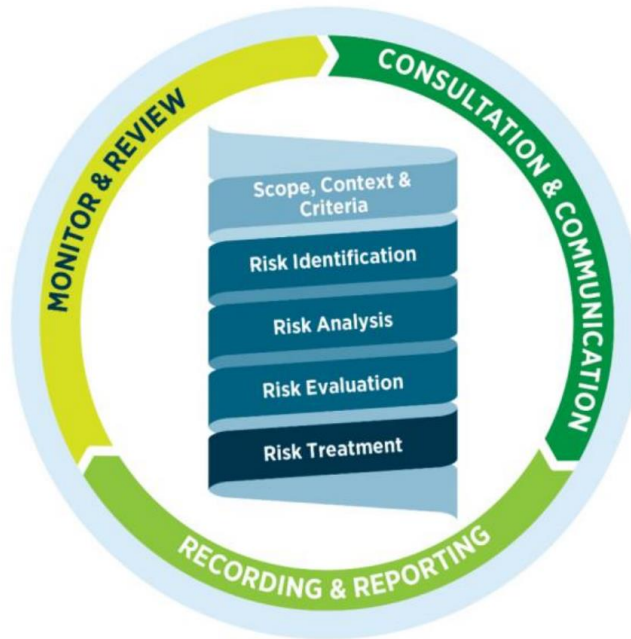 MONITOR & REVIEW
CONSULTATION & COMMUNICATION
Scope, Context &
Criteria
Risk Identification
Risk Analysis
Risk Evaluation
Risk Treatment
RECORDING & REPORTING